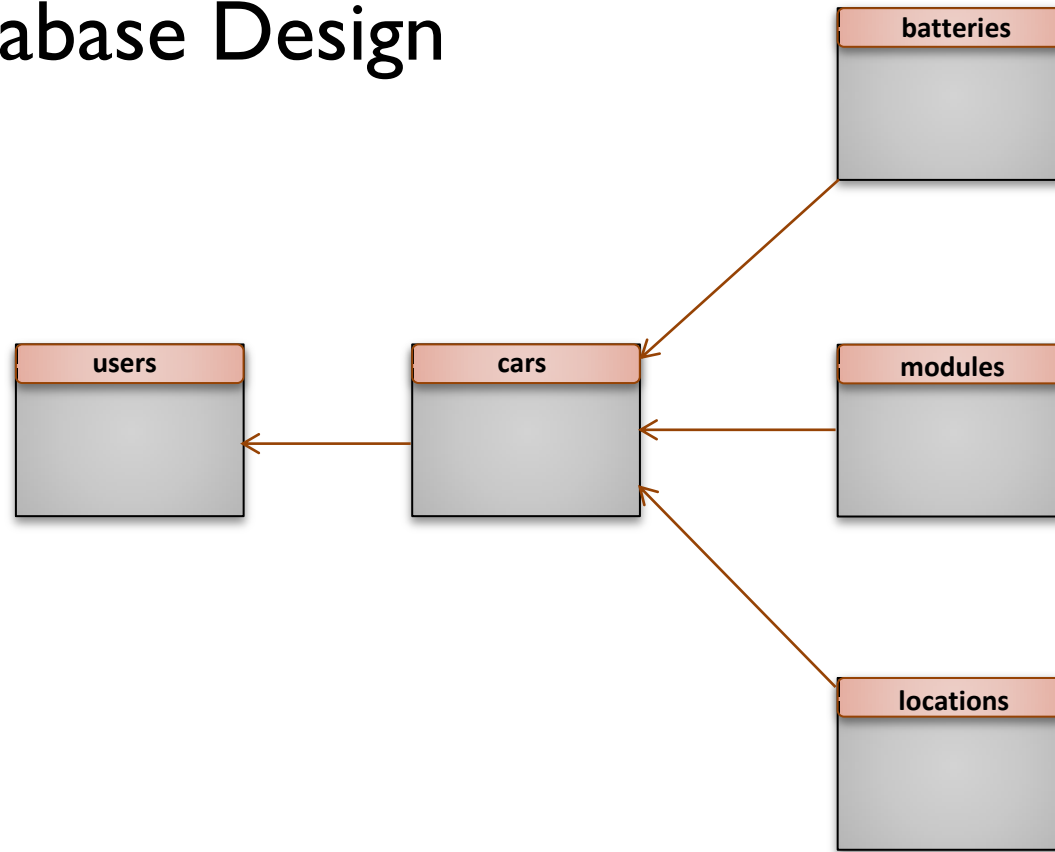 abase Design
batteries
users
cars
modules
locations